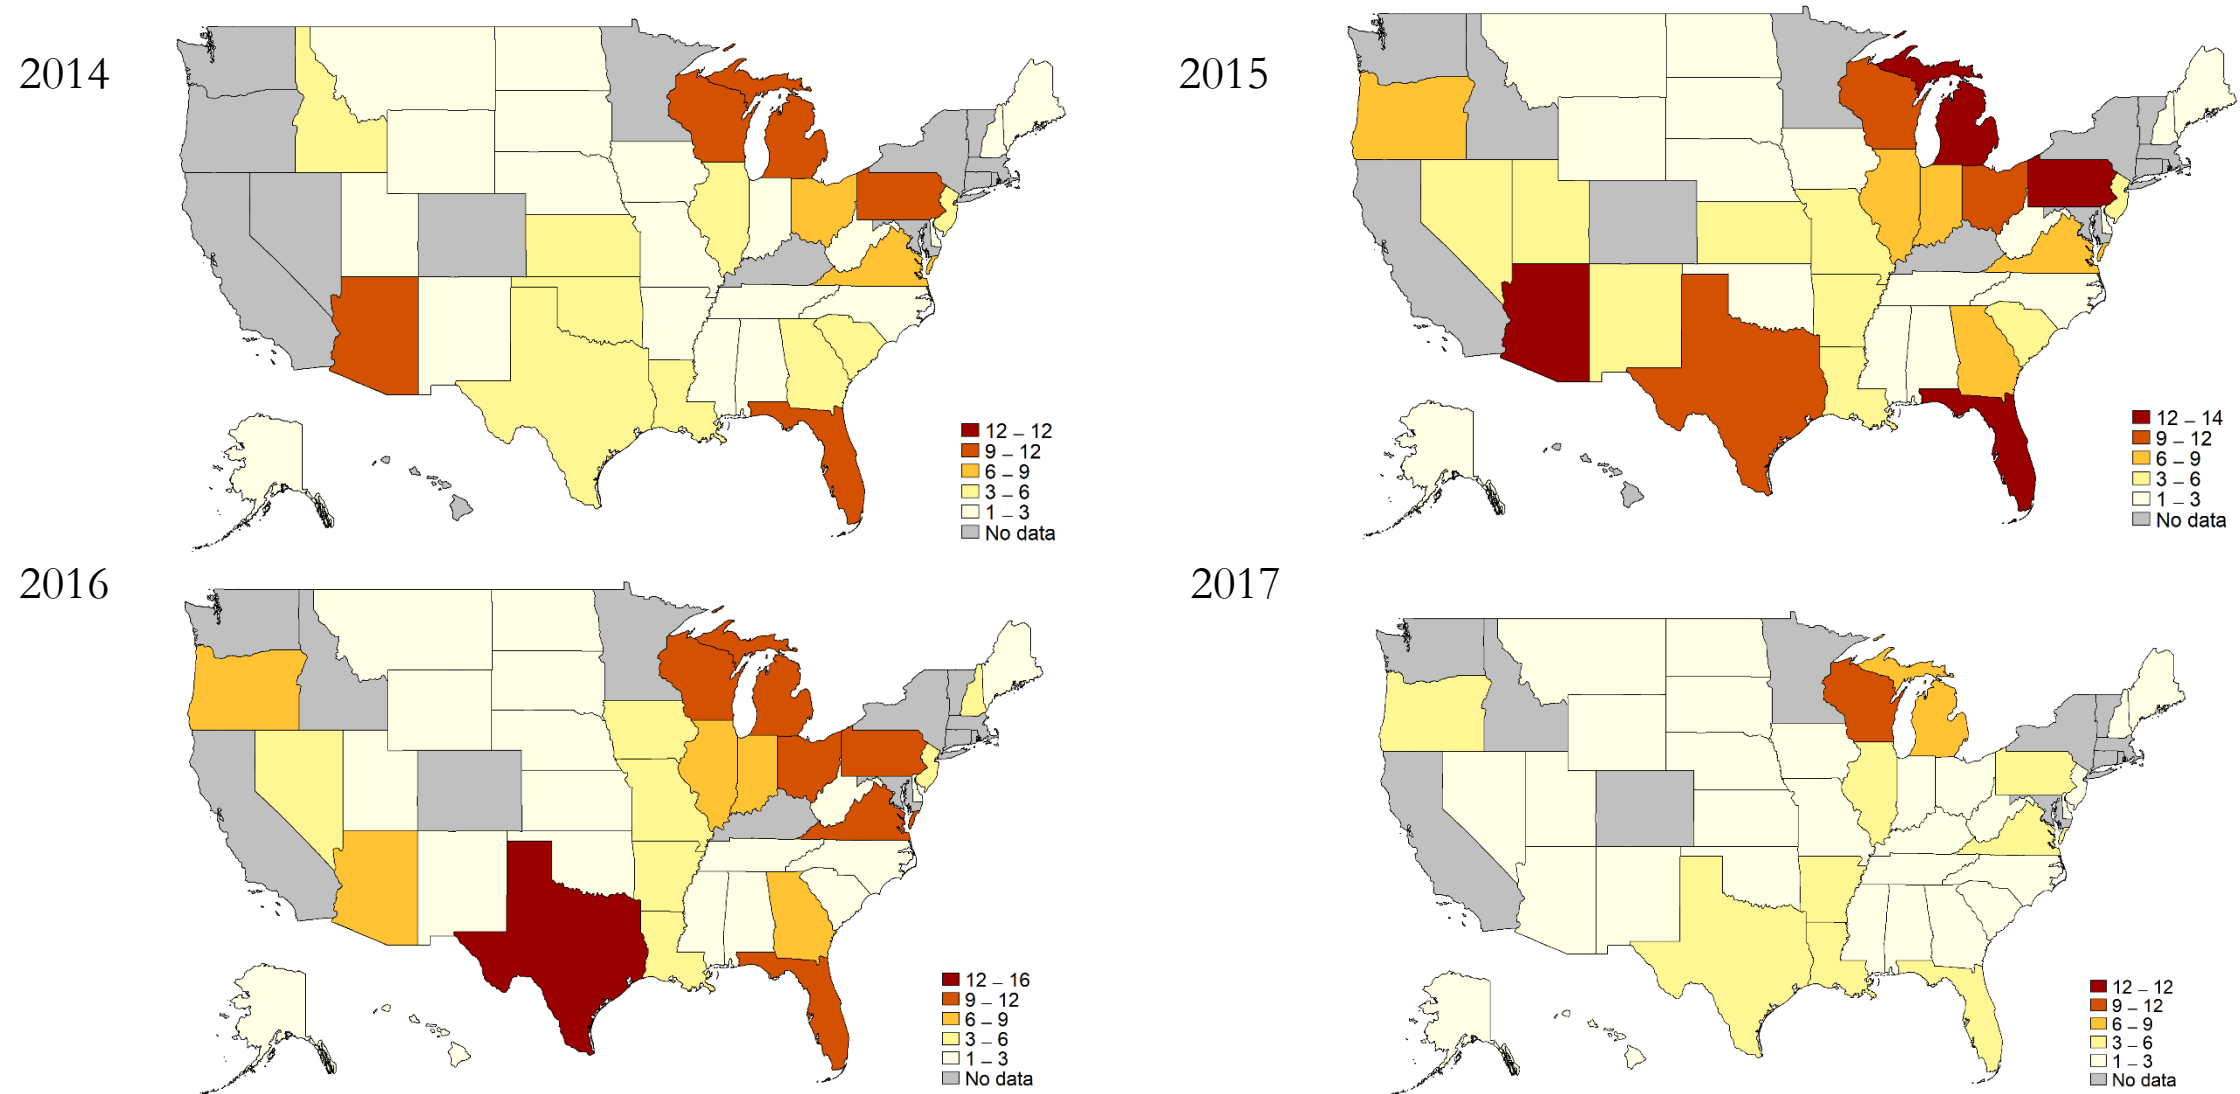 2014
12 – 12
9 – 12
6 – 9
3 – 6
1 – 3
No data
2015
12 – 14
9 – 12
6 – 9
3 – 6
1 – 3
No data
2016
12 – 16
9 – 12
6 – 9
3 – 6
1 – 3
No data
2017
12 – 12
9 – 12
6 – 9
3 – 6
1 – 3
No data